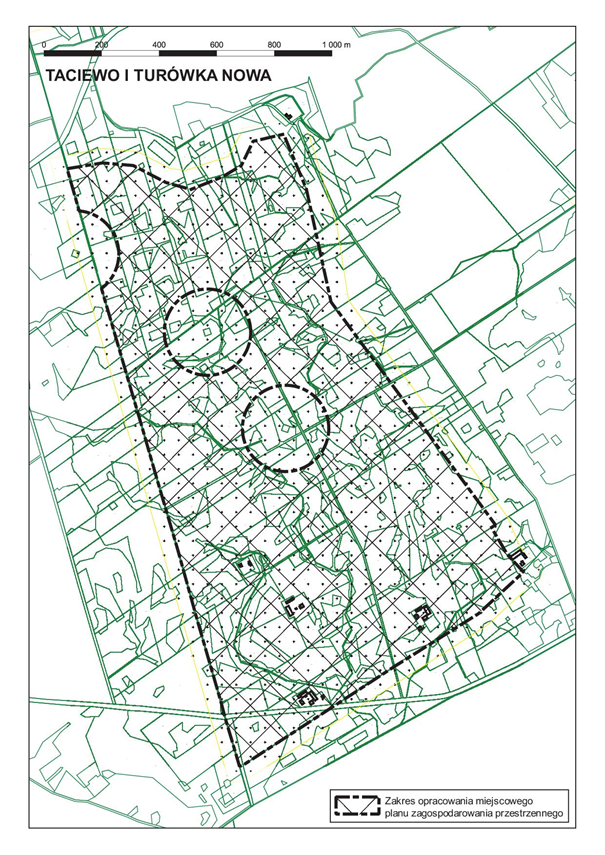 0 200 400 600 800 1 000 m
TACIEWO I TURÓWKA NOWA
Zakres opracowania miejscowego
planu zagospodarowania przestrzennego